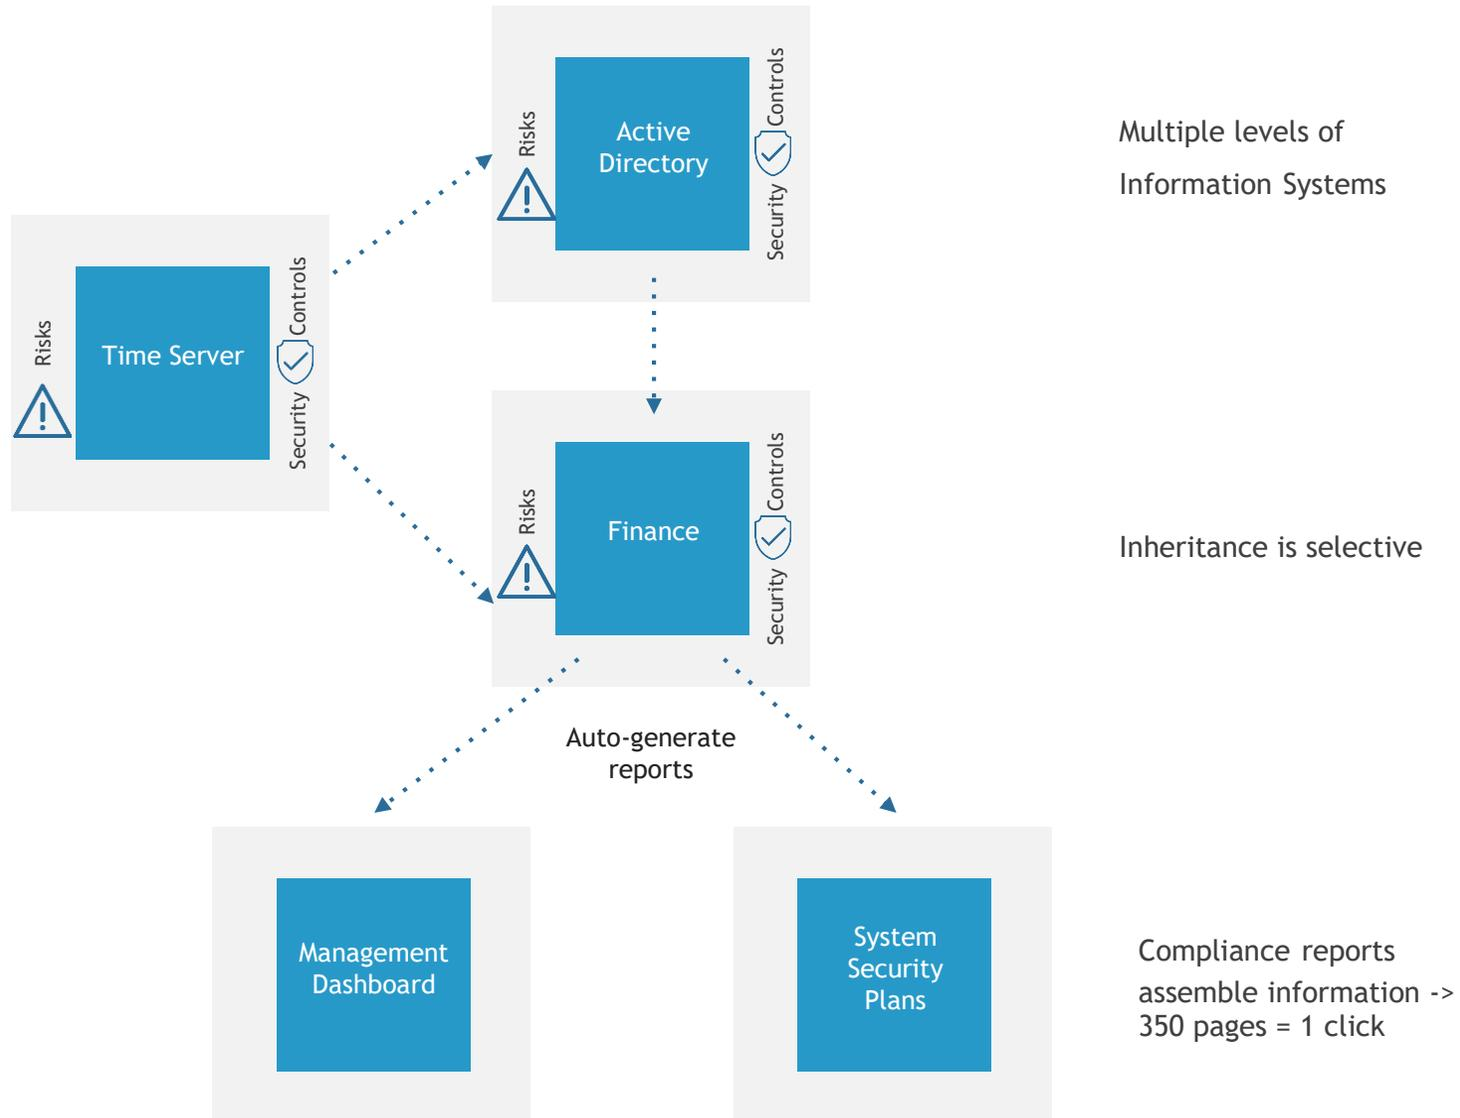 Risks
Active
Directory
Security Controls
Multiple levels of
Information Systems
Risks
Time Server
Security Controls
Risks
Finance
Security Controls
Inheritance is selective
Auto-generate
reports
Management
Dashboard
System
Security
Plans
Compliance reports
assemble information ->
350 pages = 1 click